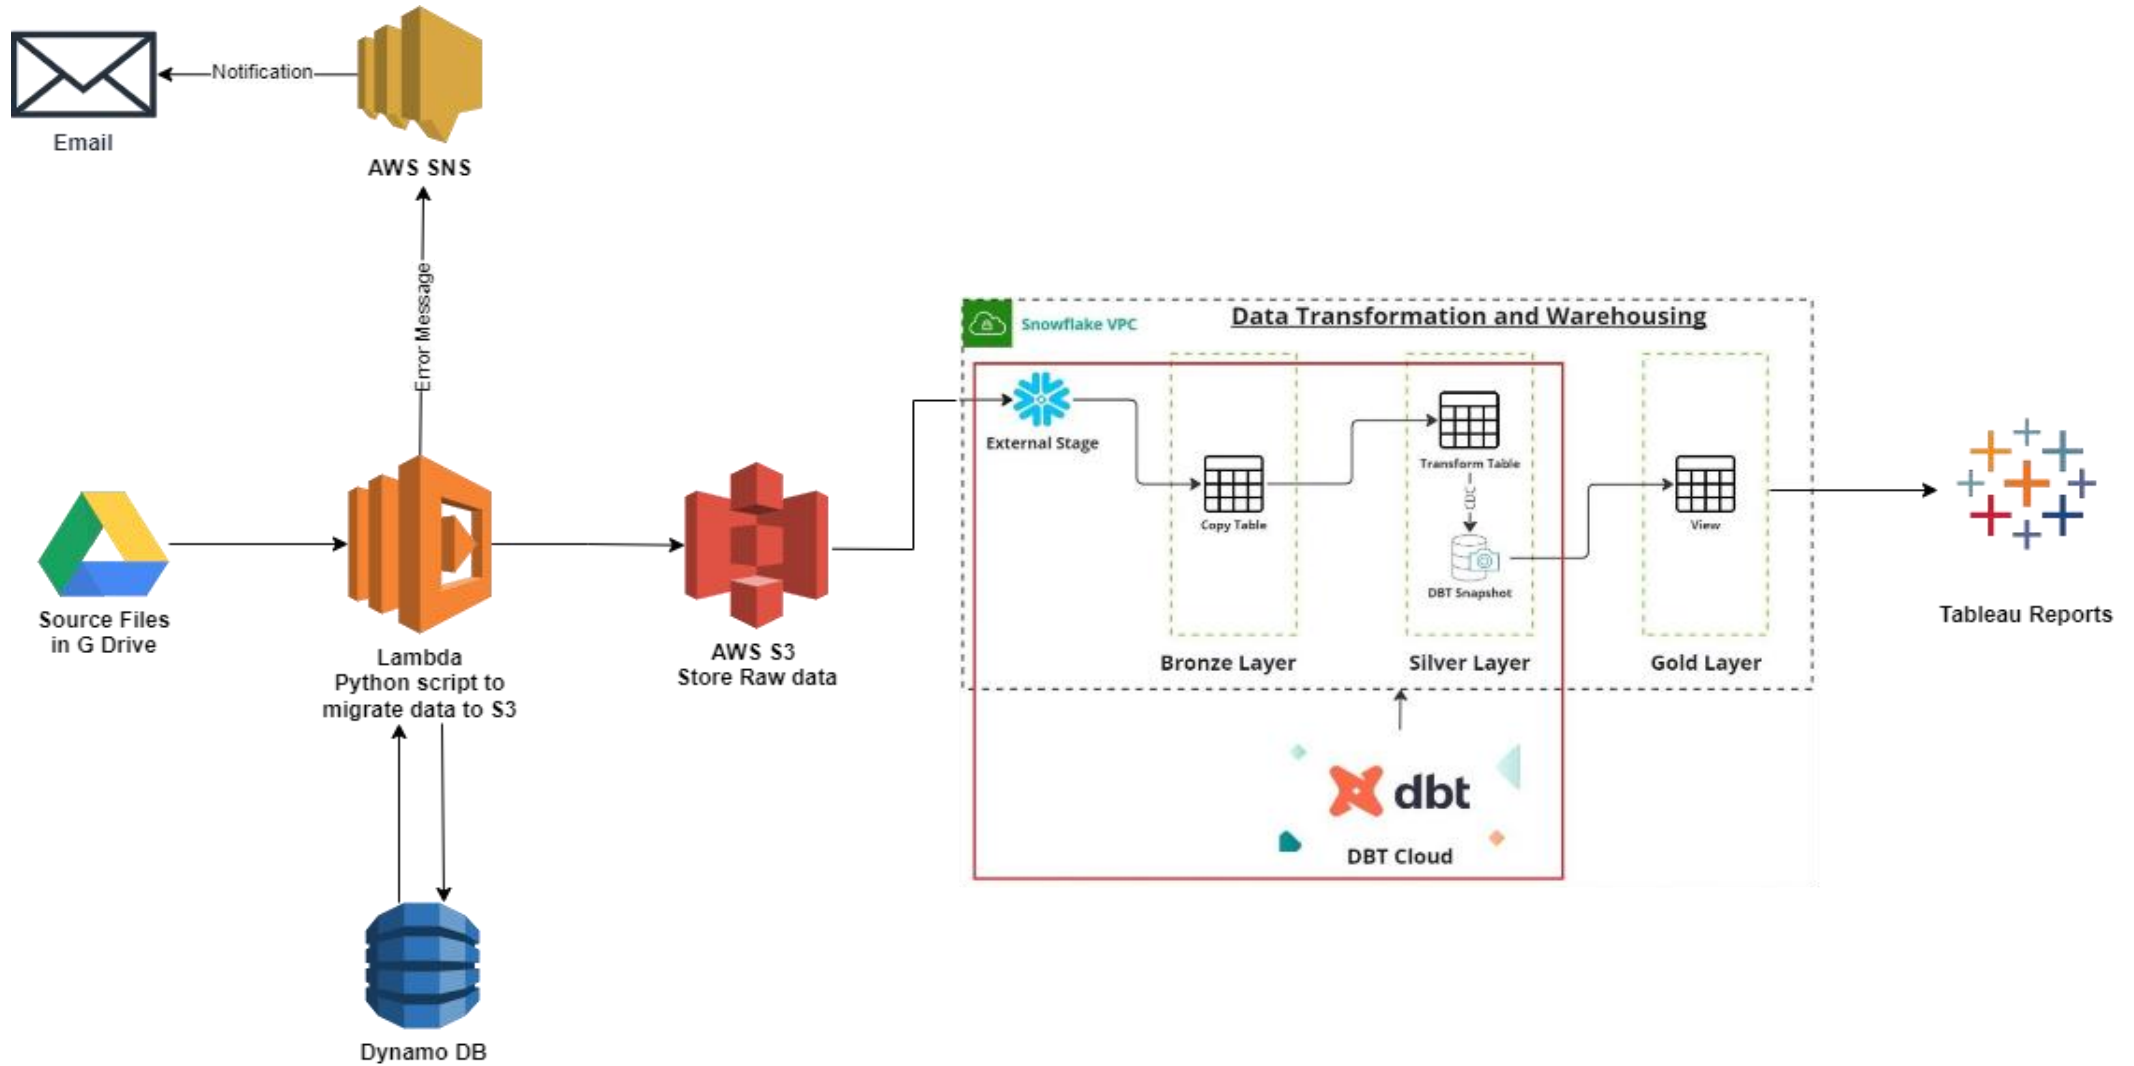 Notification
Email
AWS SNS
Error Message
Source Files
in G Drive
Lambda
Python script to
migrate data to S3
Dynamo DB
AWS S3
Store Raw data
Snowflake VPC
Data Transformation and Warehousing
External Stage
Copy Table
Bronze Layer
Transform Table
CDC
DBT Snapshot
Silver Layer
View
Gold Layer
dbt
DBT Cloud
Tableau Reports